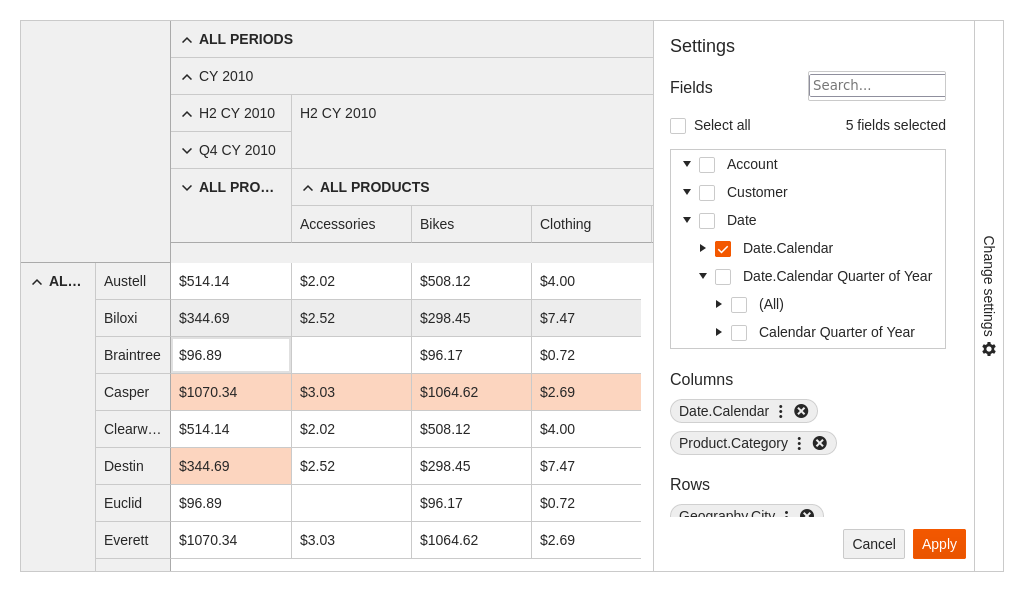 ALL PERIODS
CY 2010
H2 CY 2010
H2 CY 2010
Q4 CY 2010
ALL PRO...
ALL PRODUCTS
Accessories
Bikes
Clothing
AL...
Austell $514.14 $2.02 $508.12 $4.00
Biloxi $344.69 $2.52 $298.45 $7.47
Braintree $96.89 $96.17 $0.72
Casper $1070.34 $3.03 $1064.62 $2.69
Clearw... $514.14 $2.02 $508.12 $4.00
Destin $344.69 $2.52 $298.45 $7.47
Euclid $96.89 $96.17 $0.72
Everett $1070.34 $3.03 $1064.62 $2.69
Settings
Fields
Search...
Select all
5 fields selected
Account
Customer
Date
Date.Calendar
Date.Calendar Quarter of Year
(All)
Calendar Quarter of Year
Columns
Date.Calendar
Product.Category
Rows
Geography.City
Cancel
Apply
Change settings